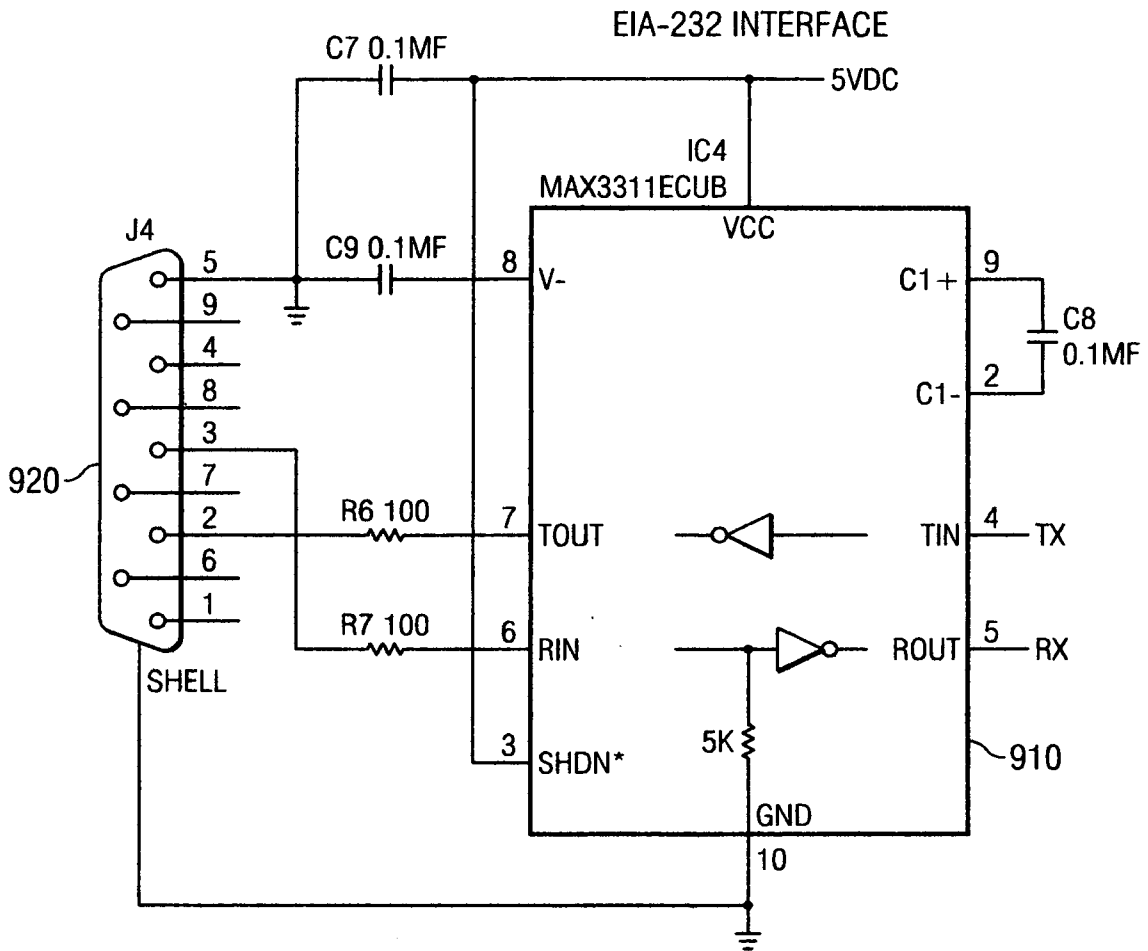 EIA-232 INTERFACE
C7 0.1MF
5VDC
IC4
MAX3311ECUB
VCC
J4
C9 0.1MF
5
8
V-
C1+
9
9
C8
0.1MF
4
C1-
2
8
3
920
7
2
R6 100
7
TOUT
TIN
4
TX
6
1
R7 100
6
RIN
ROUT
5
RX
SHELL
5K
3
SHDN*
910
GND
10